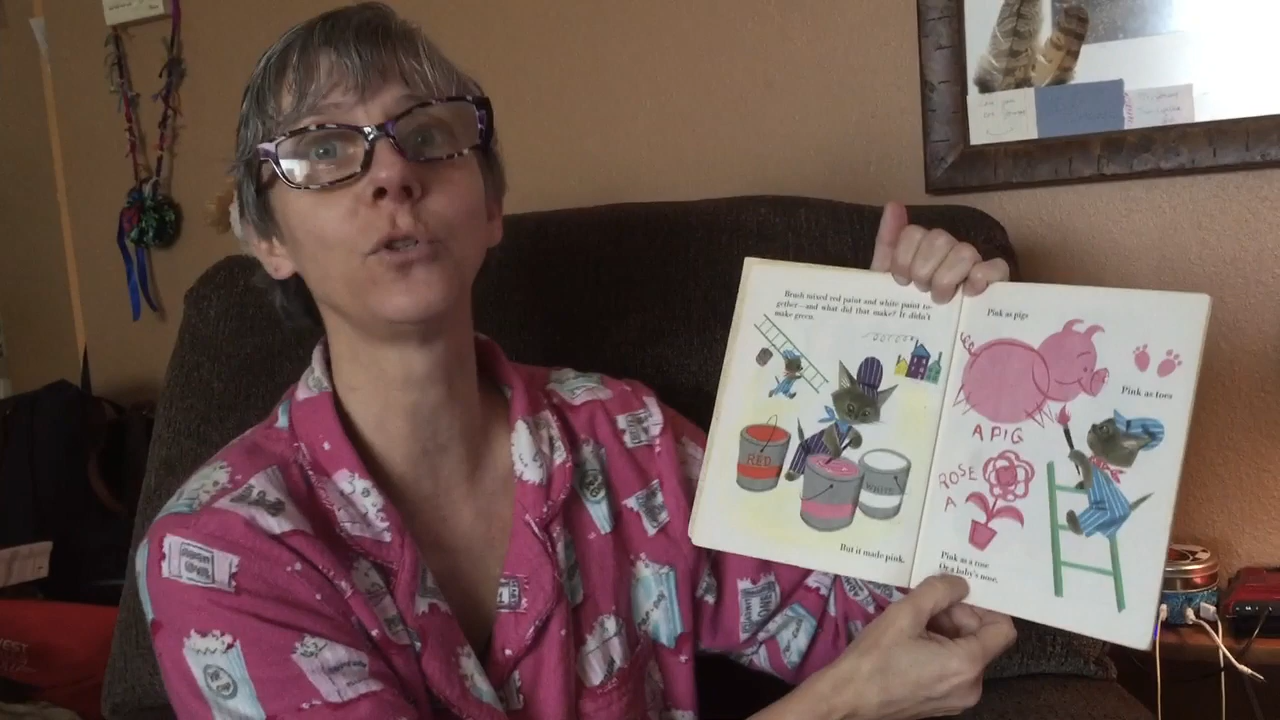 Brush mixed red paint and white paint to-
gether—and what did that make? It didn't
make green.
RED
WHITE
But it made pink.
Pink as pigs
Pink as toes
A PIG
ROSE
A
Pink as a rose
Or a baby's nose.